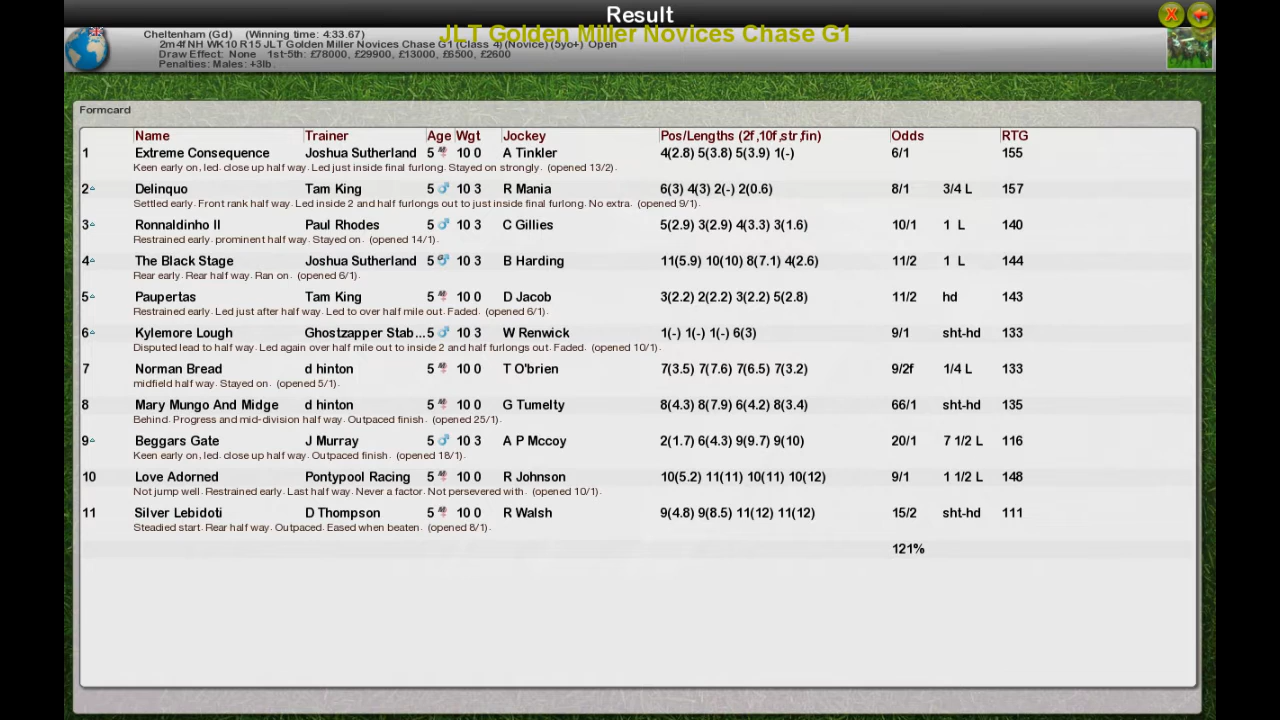 Result
JLT Golden Miller Novices Chase G1
Cheltenham (Gd) (Winning time: 4:33.67)
2m4f NH WK10 R15 JLT Golden Miller Novices Chase G1 (Class 4) (Novice) (5yo+) Open
Draw Effect: None 1st-5th: £78000, £29900, £13000, £6500, £2600
Penalties: Males: +3lb.
Formcard
Name Trainer Age Wgt Jockey Pos/Lengths (2f,10f,str,fin) Odds RTG
1 Extreme Consequence Joshua Sutherland 5 10 0 A Tinkler 4(2.8) 5(3.8) 5(3.9) 1(-) 6/1 155
Keen early on, led. close up half way. Led just inside final furlong. Stayed on strongly. (opened 13/2).
2 Delinquo Tam King 5 10 3 R Mania 6(3) 4(3) 2(-) 2(0.6) 8/1 3/4 L 157
Settled early. Front rank half way. Led inside 2 and half furlongs out to just inside final furlong. No extra. (opened 9/1).
3 Ronnaldinho II Paul Rhodes 5 10 3 C Gillies 5(2.9) 3(2.9) 4(3.3) 3(1.6) 10/1 1 L 140
Restrained early. prominent half way. Stayed on. (opened 14/1).
4 The Black Stage Joshua Sutherland 5 10 3 B Harding 11(5.9) 10(10) 8(7.1) 4(2.6) 11/2 1 L 144
Rear early. Rear half way. Ran on. (opened 6/1).
5 Paupertas Tam King 5 10 0 D Jacob 3(2.2) 2(2.2) 3(2.2) 5(2.8) 11/2 hd 143
Restrained early. Led just after half way. Led to over half mile out. Faded. (opened 6/1).
6 Kylemore Lough Ghostzapper Stab... 5 10 3 W Renwick 1(-) 1(-) 1(-) 6(3) 9/1 sht-hd 133
Disputed lead to half way. Led again over half mile out to inside 2 and half furlongs out. Faded. (opened 10/1).
7 Norman Bread d hinton 5 10 0 T O'brien 7(3.5) 7(7.6) 7(6.5) 7(3.2) 9/2f 1/4 L 133
midfield half way. Stayed on. (opened 5/1).
8 Mary Mungo And Midge d hinton 5 10 0 G Tumelty 8(4.3) 8(7.9) 6(4.2) 8(3.4) 66/1 sht-hd 135
Behind. Progress and mid-division half way. Outpaced finish. (opened 25/1).
9 Beggars Gate J Murray 5 10 3 A P Mccoy 2(1.7) 6(4.3) 9(9.7) 9(10) 20/1 7 1/2 L 116
Keen early on, led. close up half way. Outpaced finish. (opened 18/1).
10 Love Adorned Pontypool Racing 5 10 0 R Johnson 10(5.2) 11(11) 10(11) 10(12) 9/1 1 1/2 L 148
Not jump well. Restrained early. Last half way. Never a factor. Not persevered with. (opened 10/1).
11 Silver Lebidoti D Thompson 5 10 0 R Walsh 9(4.8) 9(8.5) 11(12) 11(12) 15/2 sht-hd 111
Steadied start. Rear half way. Outpaced. Eased when beaten. (opened 8/1).
121%